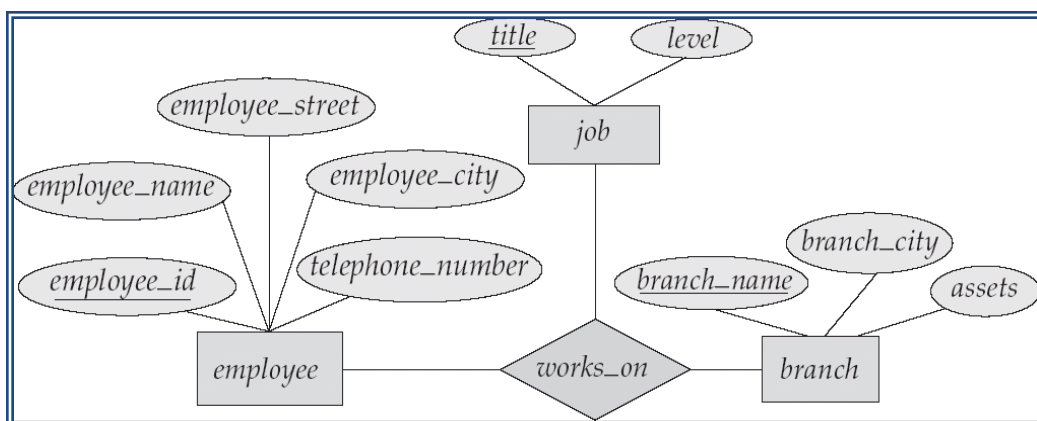 title
level
employee_street
job
employee_name
employee_city
branch_city
employee_id
telephone_number
branch_name
assets
employee
works_on
branch